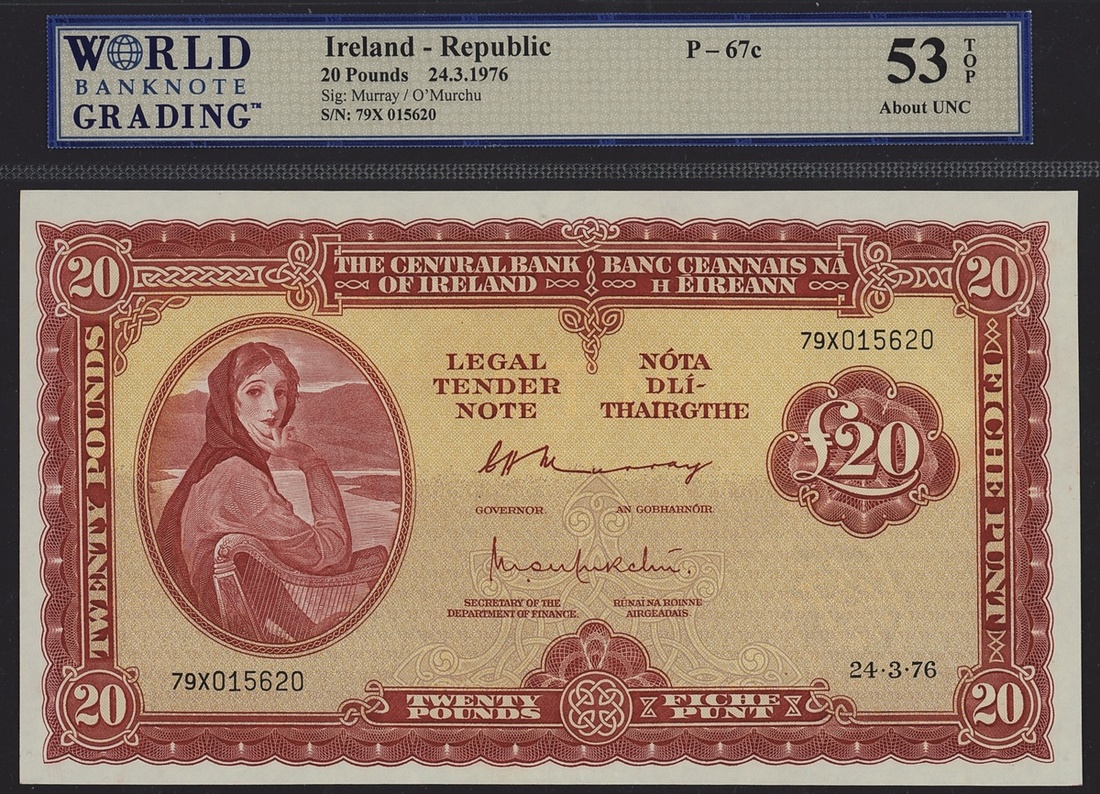 WORLD
BANKNOTE
GRADING™
Ireland - Republic
20 Pounds 24.3.1976
Sig: Murray / O'Murchu
S/N: 79X 015620
P – 67c
53 TOP
About UNC
20
20
THE CENTRAL BANK
OF IRELAND
BANC CEANNAIS NA
H EIREANN
79X015620
LEGAL
TENDER
NOTE
NÓTA
DLÍ-
THAIRGTHE
£20
TWENTY POUNDS
FICHE PUNT
C H Murray
GOVERNOR
AN GOBHARNÓIR
SECRETARY OF THE
DEPARTMENT OF FINANCE.
RÚNAÍ NA ROINNE
AIRGEADAIS.
79X015620
24·3·76
20
TWENTY
POUNDS
FICHE
PUNT
20